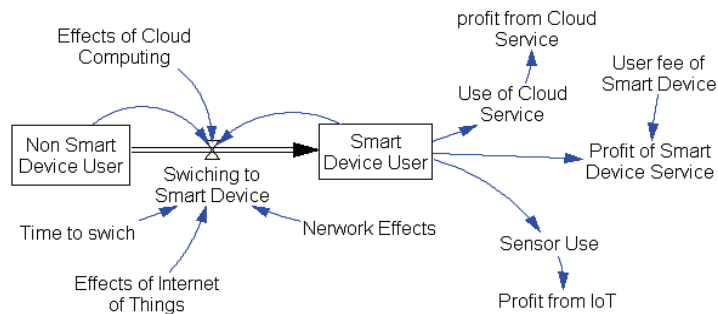 profit from Cloud
Service
Effects of Cloud
Computing
User fee of
Smart Device
Use of Cloud
Service
Non Smart
Device User
Smart
Device User
Swiching to
Smart Device
Profit of Smart
Device Service
Time to swich
Nerwork Effects
Sensor Use
Effects of Internet
of Things
Profit from IoT